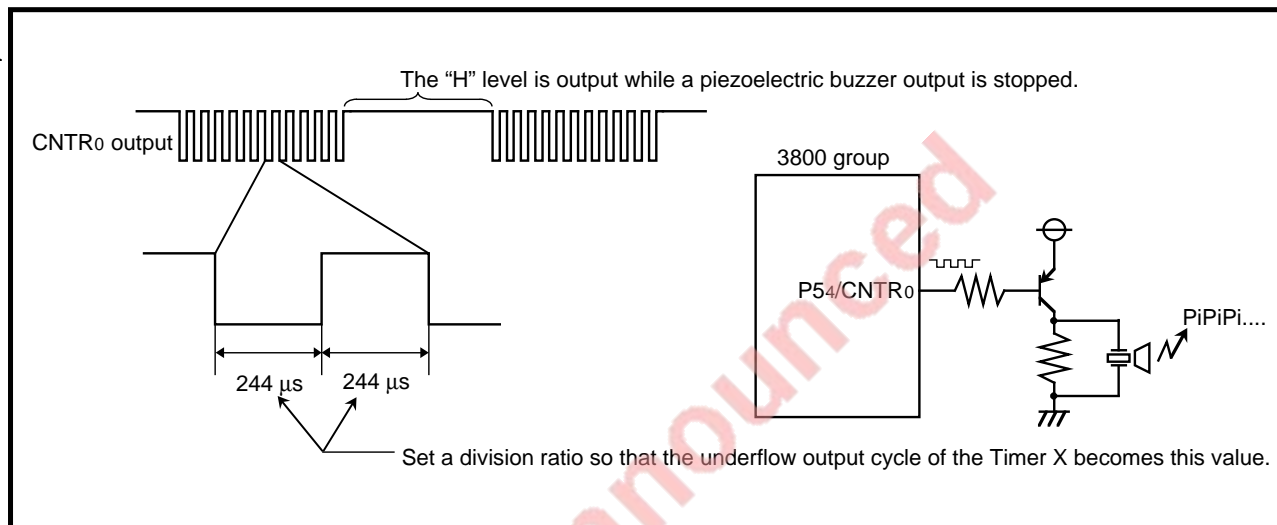 The “H” level is output while a piezoelectric buzzer output is stopped.
CNTR0 output
3800 group
P54/CNTR0
PiPiPi....
244 μs 244 μs
Set a division ratio so that the underflow output cycle of the Timer X becomes this value.
nounced